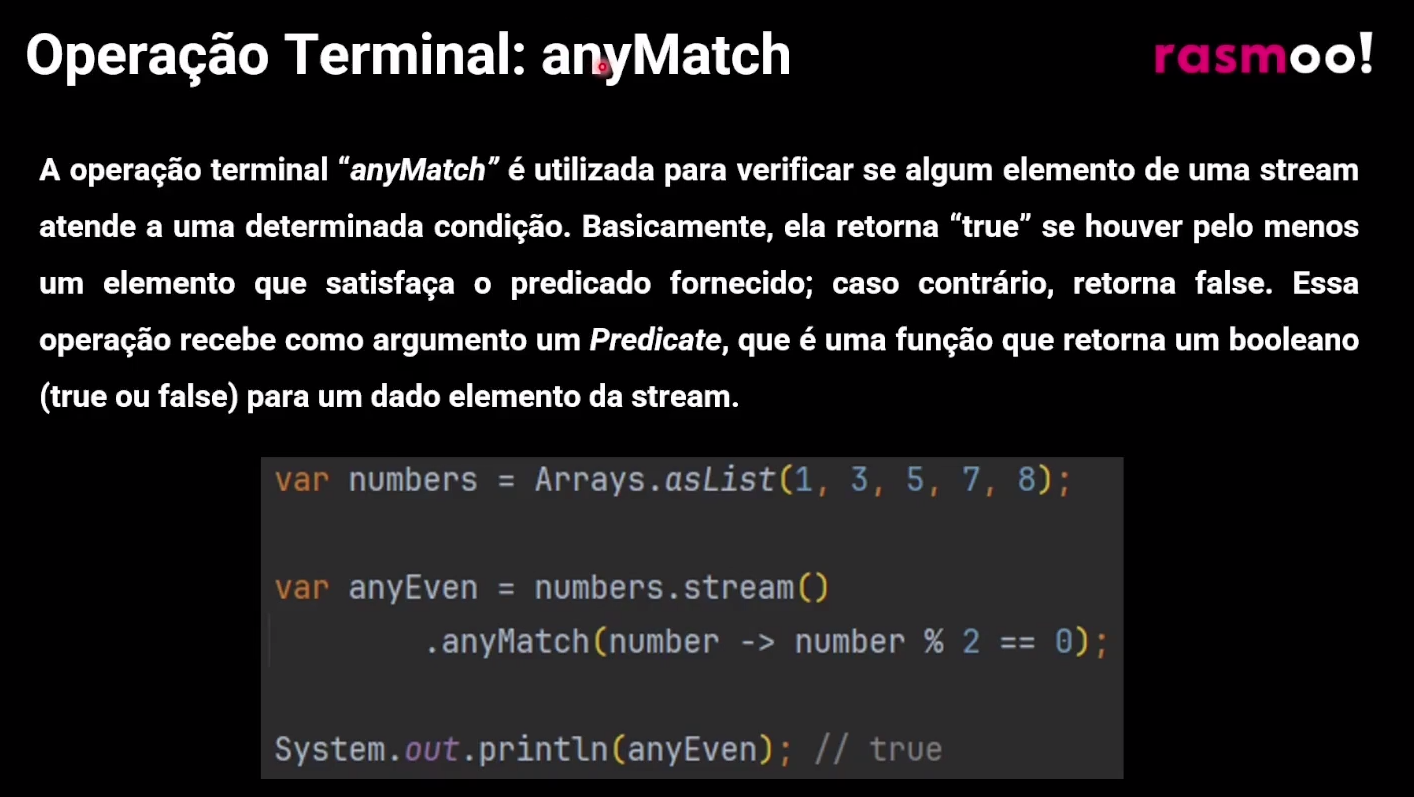 Operação Terminal: anyMatch
rasmoo!
A operação terminal “anyMatch” é utilizada para verificar se algum elemento de uma stream
atende a uma determinada condição. Basicamente, ela retorna “true” se houver pelo menos
um elemento que satisfaça o predicado fornecido; caso contrário, retorna false. Essa
operação recebe como argumento um Predicate, que é uma função que retorna um booleano
(true ou false) para um dado elemento da stream.
var numbers = Arrays.asList(1, 3, 5, 7, 8);
var anyEven = numbers.stream()
.anyMatch(number -> number % 2 == 0);
System.out.println(anyEven); // true